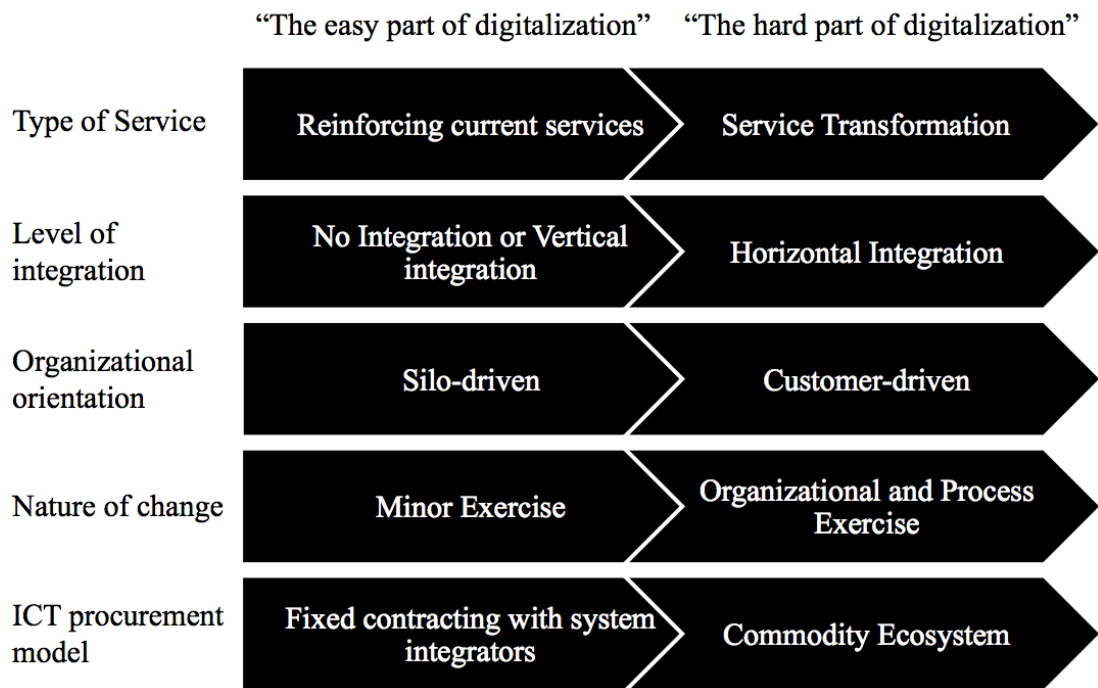 “The easy part of digitalization” “The hard part of digitalization”
Type of Service
Reinforcing current services
Service Transformation
Level of
integration
No Integration or Vertical
integration
Horizontal Integration
Organizational
orientation
Silo-driven
Customer-driven
Nature of change
Minor Exercise
Organizational and Process
Exercise
ICT procurement
model
Fixed contracting with system
integrators
Commodity Ecosystem